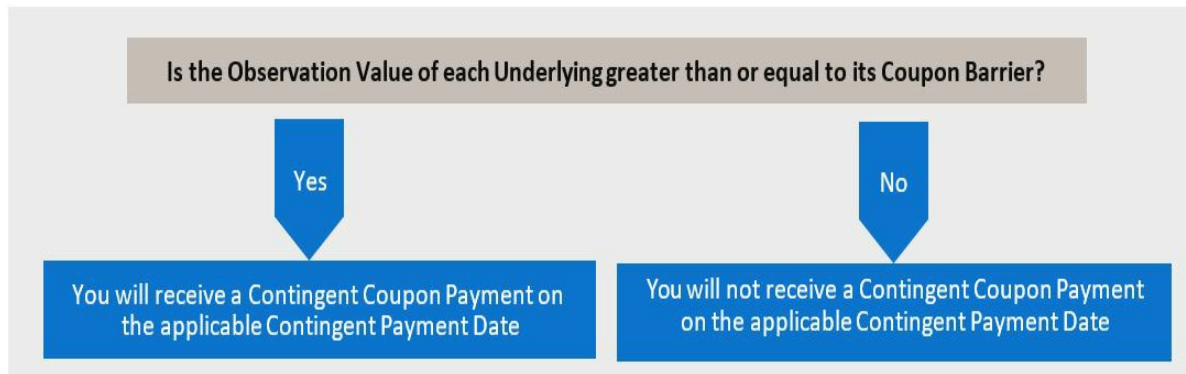 Is the Observation Value of each Underlying greater than or equal to its Coupon Barrier?
Yes
No
You will receive a Contingent Coupon Payment on
the applicable Contingent Payment Date
You will not receive a Contingent Coupon Payment
on the applicable Contingent Payment Date